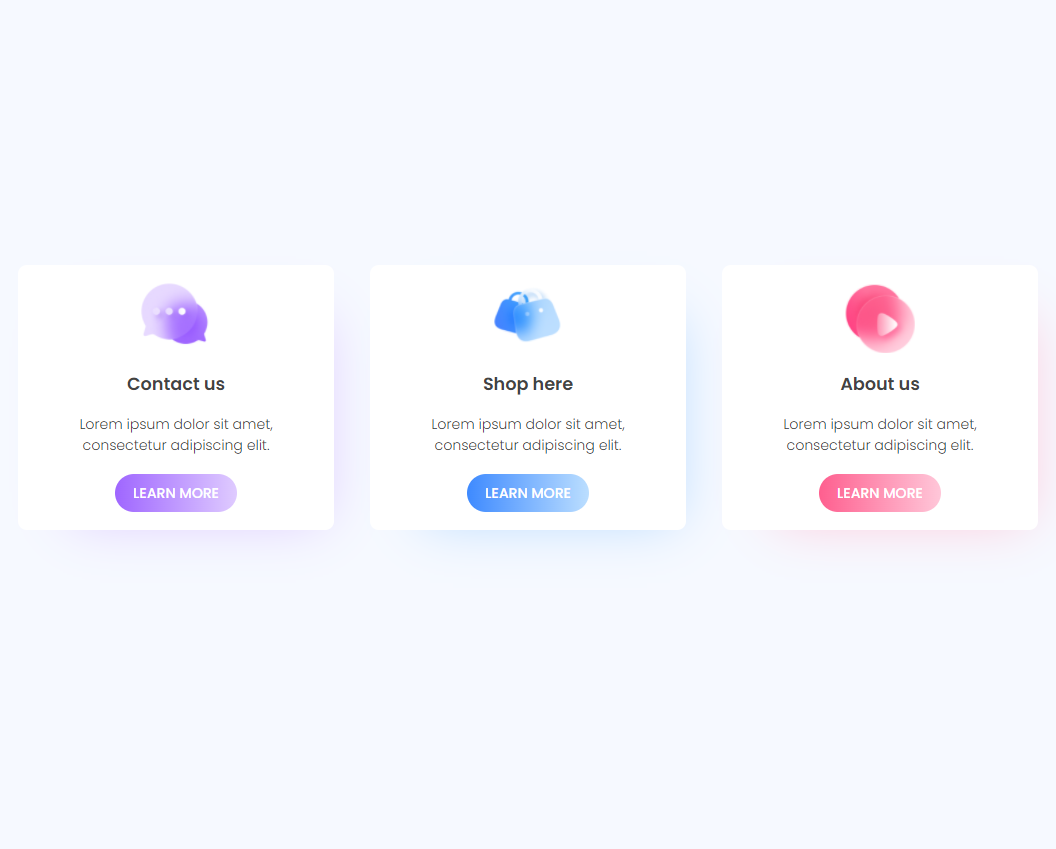 Contact us
Lorem ipsum dolor sit amet,
consectetur adipiscing elit.
LEARN MORE
Shop here
Lorem ipsum dolor sit amet,
consectetur adipiscing elit.
LEARN MORE
About us
Lorem ipsum dolor sit amet,
consectetur adipiscing elit.
LEARN MORE